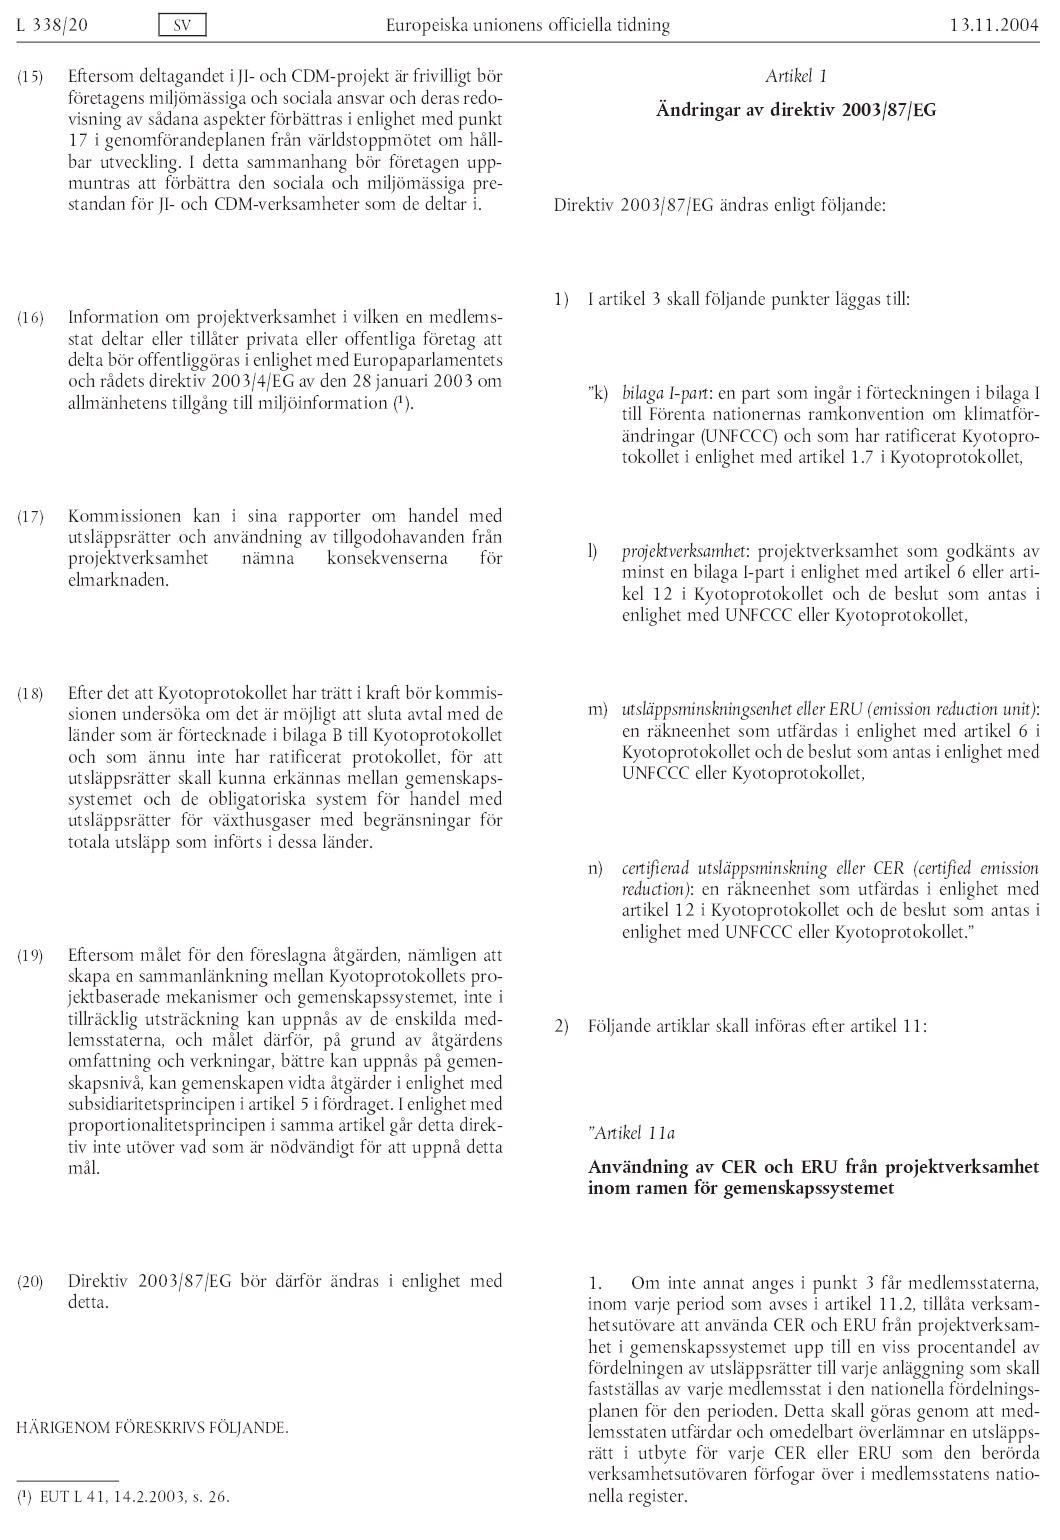 L 338/20 SV Europeiska unionens officiella tidning 13.11.2004
(15) Eftersom deltagandet i JI- och CDM-projekt är frivilligt bör
företagens miljömässiga och sociala ansvar och deras redo-
visning av sådana aspekter förbättras i enlighet med punkt
17 i genomförandeplanen från världstoppmötet om håll-
bar utveckling. I detta sammanhang bör företagen upp-
muntras att förbättra den sociala och miljömässiga pre-
standan för JI- och CDM-verksamheter som de deltar i.
(16) Information om projektverksamhet i vilken en medlems-
stat deltar eller tillåter privata eller offentliga företag att
delta bör offentliggöras i enlighet med Europaparlamentets
och rådets direktiv 2003/4/EG av den 28 januari 2003 om
allmänhetens tillgång till miljöinformation (¹).
(17) Kommissionen kan i sina rapporter om handel med
utsläppsrätter och användning av tillgodohavanden från
projektverksamhet nämna konsekvenserna för
elmarknaden.
(18) Efter det att Kyotoprotokollet har trätt i kraft bör kommis-
sionen undersöka om det är möjligt att sluta avtal med de
länder som är förtecknade i bilaga B till Kyotoprotokollet
och som ännu inte har ratificerat protokollet, för att
utsläppsrätter skall kunna erkännas mellan gemenskaps-
systemet och de obligatoriska system för handel med
utsläppsrätter för växthusgaser med begränsningar för
totala utsläpp som införts i dessa länder.
(19) Eftersom målet för den föreslagna åtgärden, nämligen att
skapa en sammanlänkning mellan Kyotoprotokollets pro-
jektbaserade mekanismer och gemenskapssystemet, inte i
tillräcklig utsträckning kan uppnås av de enskilda med-
lemsstaterna, och målet därför, på grund av åtgärdens
omfattning och verkningar, bättre kan uppnås på gemen-
skapsnivå, kan gemenskapen vidta åtgärder i enlighet med
subsidiaritetsprincipen i artikel 5 i fördraget. I enlighet med
proportionalitetsprincipen i samma artikel går detta direk-
tiv inte utöver vad som är nödvändigt för att uppnå detta
mål.
(20) Direktiv 2003/87/EG bör därför ändras i enlighet med
detta.
HÄRIGENOM FÖRESKRIVS FÖLJANDE.
(¹) EUT L 41, 14.2.2003, s. 26.
Artikel 1
Ändringar av direktiv 2003/87/EG
Direktiv 2003/87/EG ändras enligt följande:
1) I artikel 3 skall följande punkter läggas till:
”k) bilaga I-part: en part som ingår i förteckningen i bilaga I
till Förenta nationernas ramkonvention om klimatför-
ändringar (UNFCCC) och som har ratificerat Kyotopro-
tokollet i enlighet med artikel 1.7 i Kyotoprotokollet,
l) projektverksamhet: projektverksamhet som godkänts av
minst en bilaga I-part i enlighet med artikel 6 eller arti-
kel 12 i Kyotoprotokollet och de beslut som antas i
enlighet med UNFCCC eller Kyotoprotokollet,
m) utsläppsminskningsenhet eller ERU (emission reduction unit):
en räkneenhet som utfärdas i enlighet med artikel 6 i
Kyotoprotokollet och de beslut som antas i enlighet med
UNFCCC eller Kyotoprotokollet,
n) certifierad utsläppsminskning eller CER (certified emission
reduction): en räkneenhet som utfärdas i enlighet med
artikel 12 i Kyotoprotokollet och de beslut som antas i
enlighet med UNFCCC eller Kyotoprotokollet.”
2) Följande artiklar skall införas efter artikel 11:
”Artikel 11a
Användning av CER och ERU från projektverksamhet
inom ramen för gemenskapssystemet
1. Om inte annat anges i punkt 3 får medlemsstaterna,
inom varje period som avses i artikel 11.2, tillåta verksam-
hetsutövare att använda CER och ERU från projektverksam-
het i gemenskapssystemet upp till en viss procentandel av
fördelningen av utsläppsrätter till varje anläggning som skall
fastställas av varje medlemsstat i den nationella fördelnings-
planen för den perioden. Detta skall göras genom att med-
lemsstaten utfärdar och omedelbart överlämnar en utsläpps-
rätt i utbyte för varje CER eller ERU som den berörda
verksamhetsutövaren förfogar över i medlemsstatens natio-
nella register.